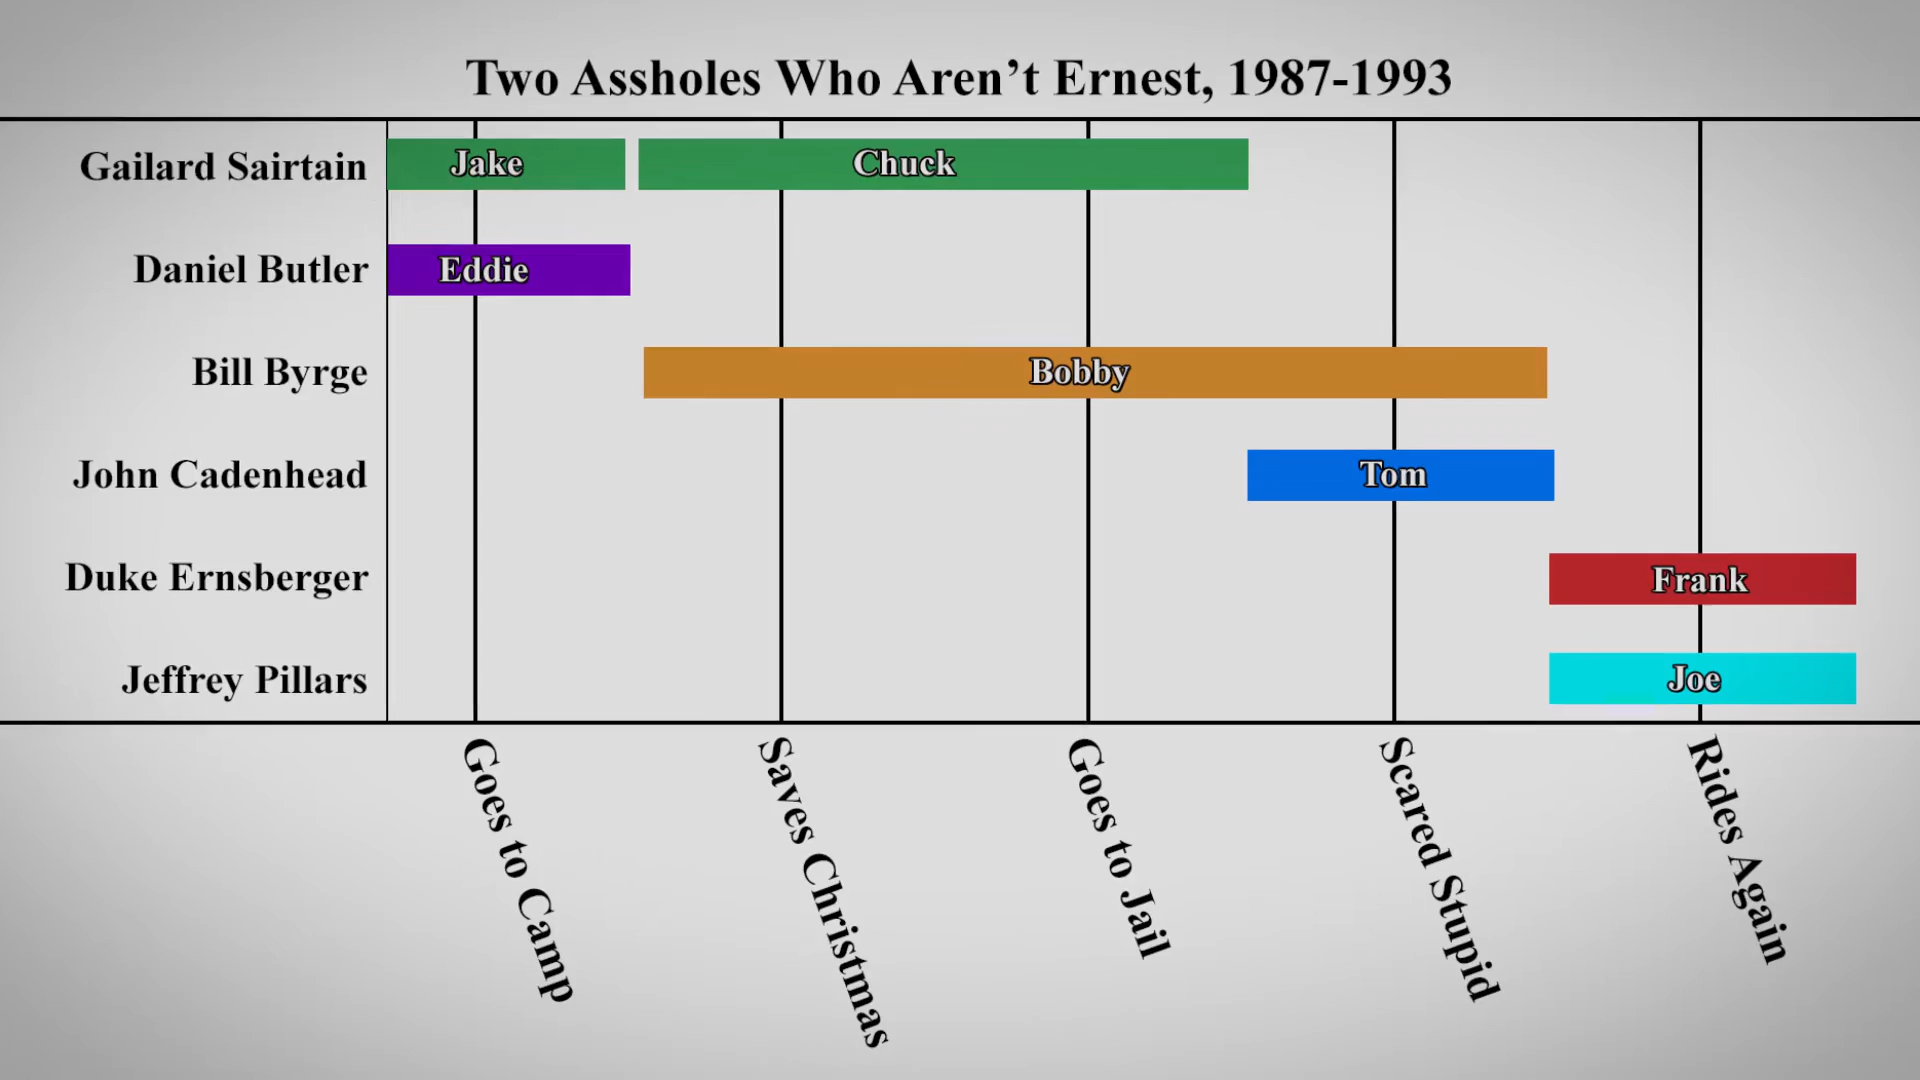 Two Assholes Who Aren’t Ernest, 1987-1993
Gailard Sairtain
Jake
Chuck
Daniel Butler
Eddie
Bill Byrge
Bobby
John Cadenhead
Tom
Duke Ernsberger
Frank
Jeffrey Pillars
Joe
Goes to Camp
Saves Christmas
Goes to Jail
Scared Stupid
Rides Again